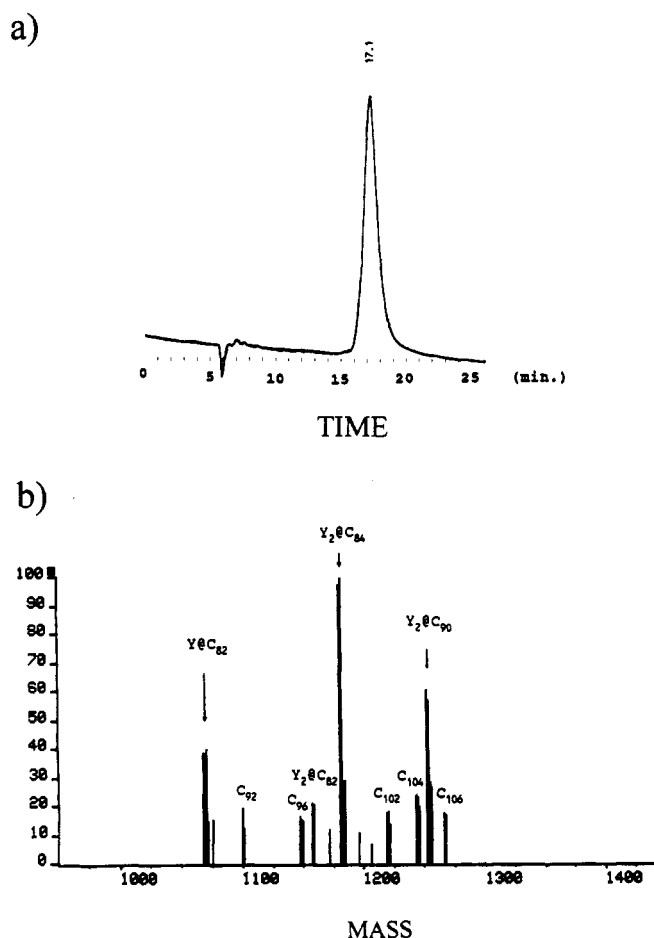 a)
17.1
0 5 10 15 20 25 (min.)
TIME
b)
Y₂@C₈₄
Y₂@C₉₀
Y@C₈₂
Y₂@C₈₂
C₁₀₄
C₉₂
C₉₆
C₁₀₂
C₁₀₆
100
90
80
70
60
50
40
30
20
10
0
1000 1100 1200 1300 1400
MASS